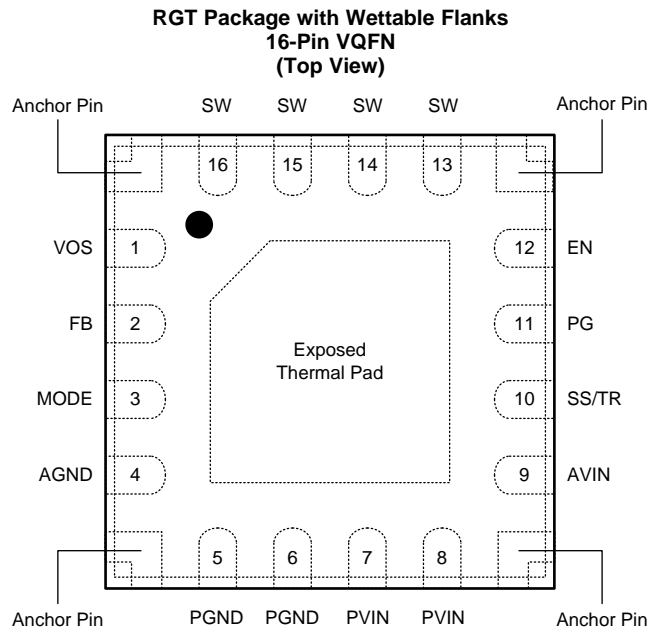 RGT Package with Wettable Flanks
16-Pin VQFN
(Top View)
Anchor Pin SW SW SW SW Anchor Pin
16 15 14 13
VOS 1 12 EN
FB 2 11 PG
Exposed
Thermal Pad
MODE 3 10 SS/TR
AGND 4 9 AVIN
5 6 7 8
Anchor Pin PGND PGND PVIN PVIN Anchor Pin